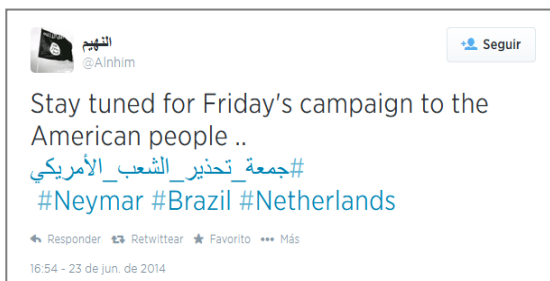 النهيم
@Alnhim
Seguir
Stay tuned for Friday's campaign to the
American people ..
#جمعة_تحذير_الشعب_الأمريكي
#Neymar #Brazil #Netherlands
Responder Retwittear Favorito Más
16:54 - 23 de jun. de 2014